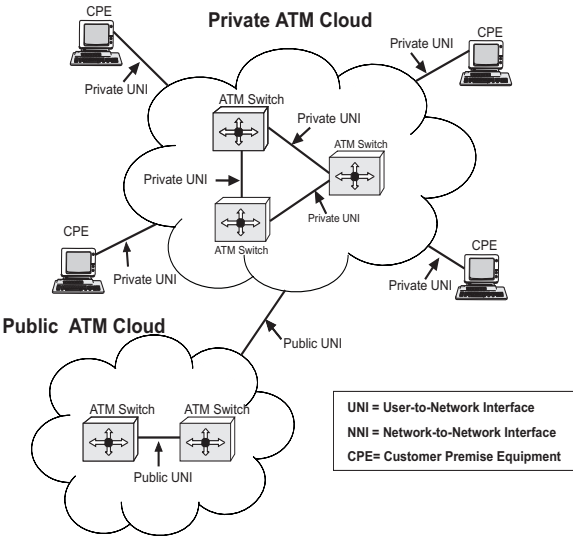 CPE
Private ATM Cloud
CPE
Private UNI
Private UNI
ATM Switch
Private UNI
ATM Switch
Private UNI
Private UNI
ATM Switch
CPE
CPE
Private UNI
Private UNI
Public ATM Cloud
Public UNI
ATM Switch
ATM Switch
Public UNI
UNI = User-to-Network Interface
NNI = Network-to-Network Interface
CPE= Customer Premise Equipment